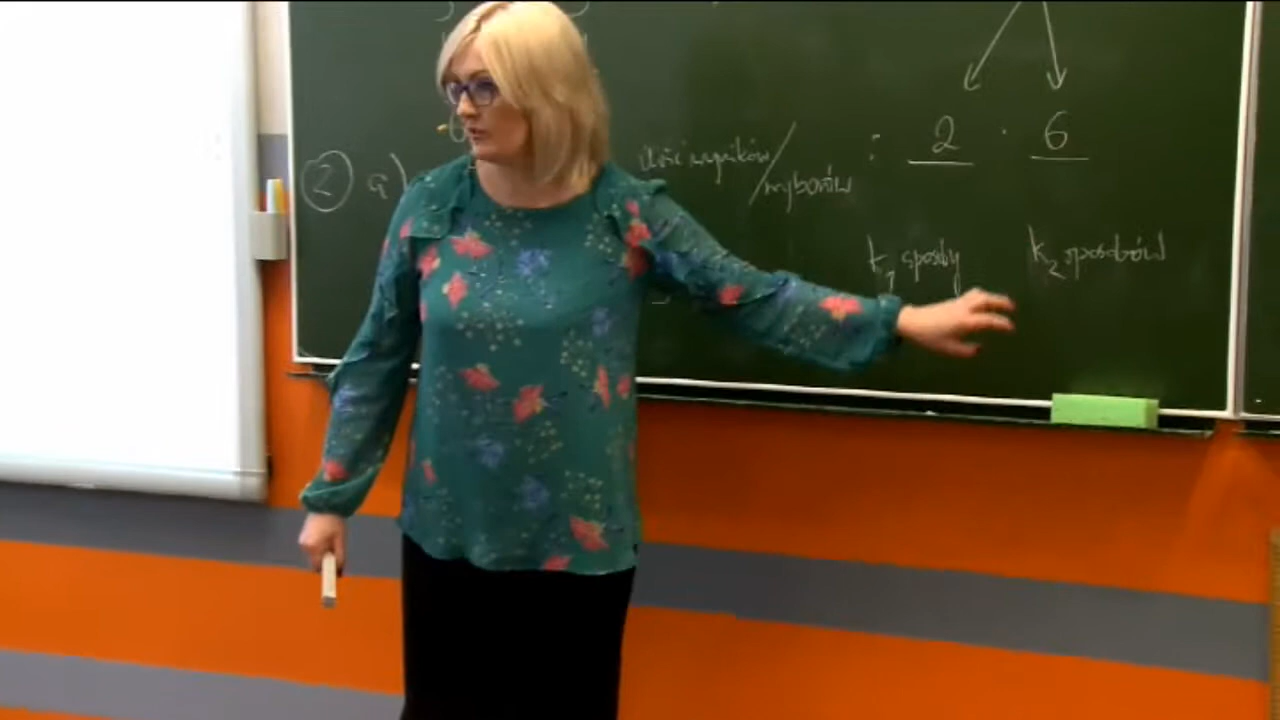 2 a) ilość wyników/ : 2 · 6
wyborów
k₁ sposoby k₂ sposobów